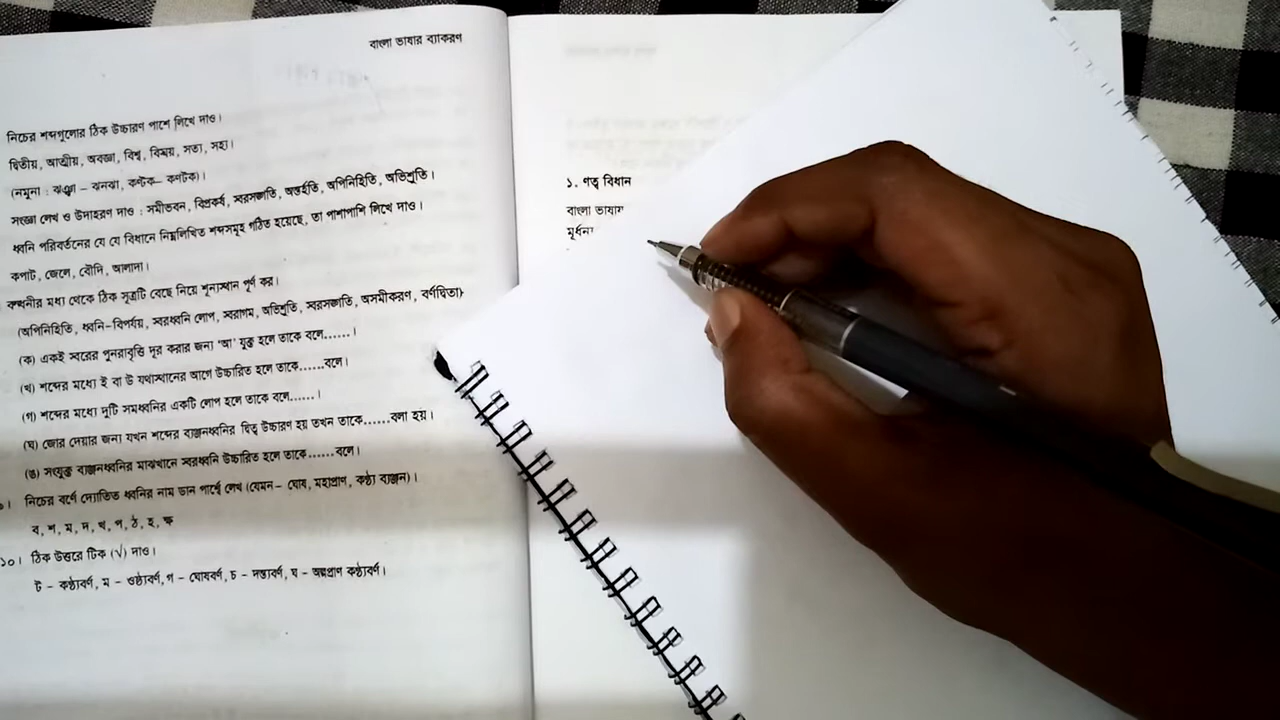 বাংলা ভাষার ব্যাকরণ
নিচের শব্দগুলোর ঠিক উচ্চারণ পাশে লিখে দাও।
দ্বিতীয়, আত্মীয়, অবজ্ঞা, বিশ্ব, বিস্ময়, সত্য, সহ্য।
(নমুনা : ঝঞ্ঝা – ঝনঝা, কণ্টক– কণটক)।
সংজ্ঞা লেখ ও উদাহরণ দাও : সমীভবন, বিপ্রকর্ষ, স্বরসঙ্গতি, অন্তর্হতি, অপিনিহিতি, অভিশ্রুতি।
ধ্বনি পরিবর্তনের যে যে বিধানে নিম্নলিখিত শব্দসমূহ গঠিত হয়েছে, তা পাশাপাশি লিখে দাও।
কপাট, জেলে, বৌদি, আলাদা।
বন্ধনীর মধ্য থেকে ঠিক সূত্রটি বেছে নিয়ে শূন্যস্থান পূর্ণ কর।
(অপিনিহিতি, ধ্বনি-বিপর্যয়, স্বরধ্বনি লোপ, স্বরাগম, অভিশ্রুতি, স্বরসঙ্গতি, অসমীকরণ, বর্ণদ্বিতা)
(ক) একই স্বরের পুনরাবৃত্তি দূর করার জন্য ‘আ’ যুক্ত হলে তাকে বলে......।
(খ) শব্দের মধ্যে ই বা উ যথাস্থানের আগে উচ্চারিত হলে তাকে......বলে।
(গ) শব্দের মধ্যে দুটি সমধ্বনির একটি লোপ হলে তাকে বলে......।
(ঘ) জোর দেয়ার জন্য যখন শব্দের ব্যঞ্জনধ্বনির দ্বিত্ব উচ্চারণ হয় তখন তাকে......বলা হয়।
(ঙ) সংযুক্ত ব্যঞ্জনধ্বনির মাঝখানে স্বরধ্বনি উচ্চারিত হলে তাকে......বলে।
নিচের বর্ণে দ্যোতিত ধ্বনির নাম ডান পার্শ্বে লেখ (যেমন– ঘোষ, মহাপ্রাণ, কণ্ঠ্য ব্যঞ্জন)।
ব, শ, ম, দ, খ, প, ঠ, হ, ক্ষ
১০। ঠিক উত্তরে টিক (√) দাও।
ট – কণ্ঠ্যবর্ণ, ম – ওষ্ঠ্যবর্ণ, গ – ঘোষবর্ণ, চ – দন্ত্যবর্ণ, ঘ – অল্পপ্রাণ কণ্ঠ্যবর্ণ।
১. ণত্ব বিধান
বাংলা ভাষায়